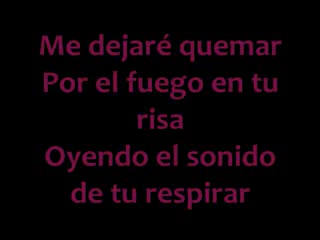 Me dejaré quemar
Por el fuego en tu
risa
Oyendo el sonido
de tu respirar